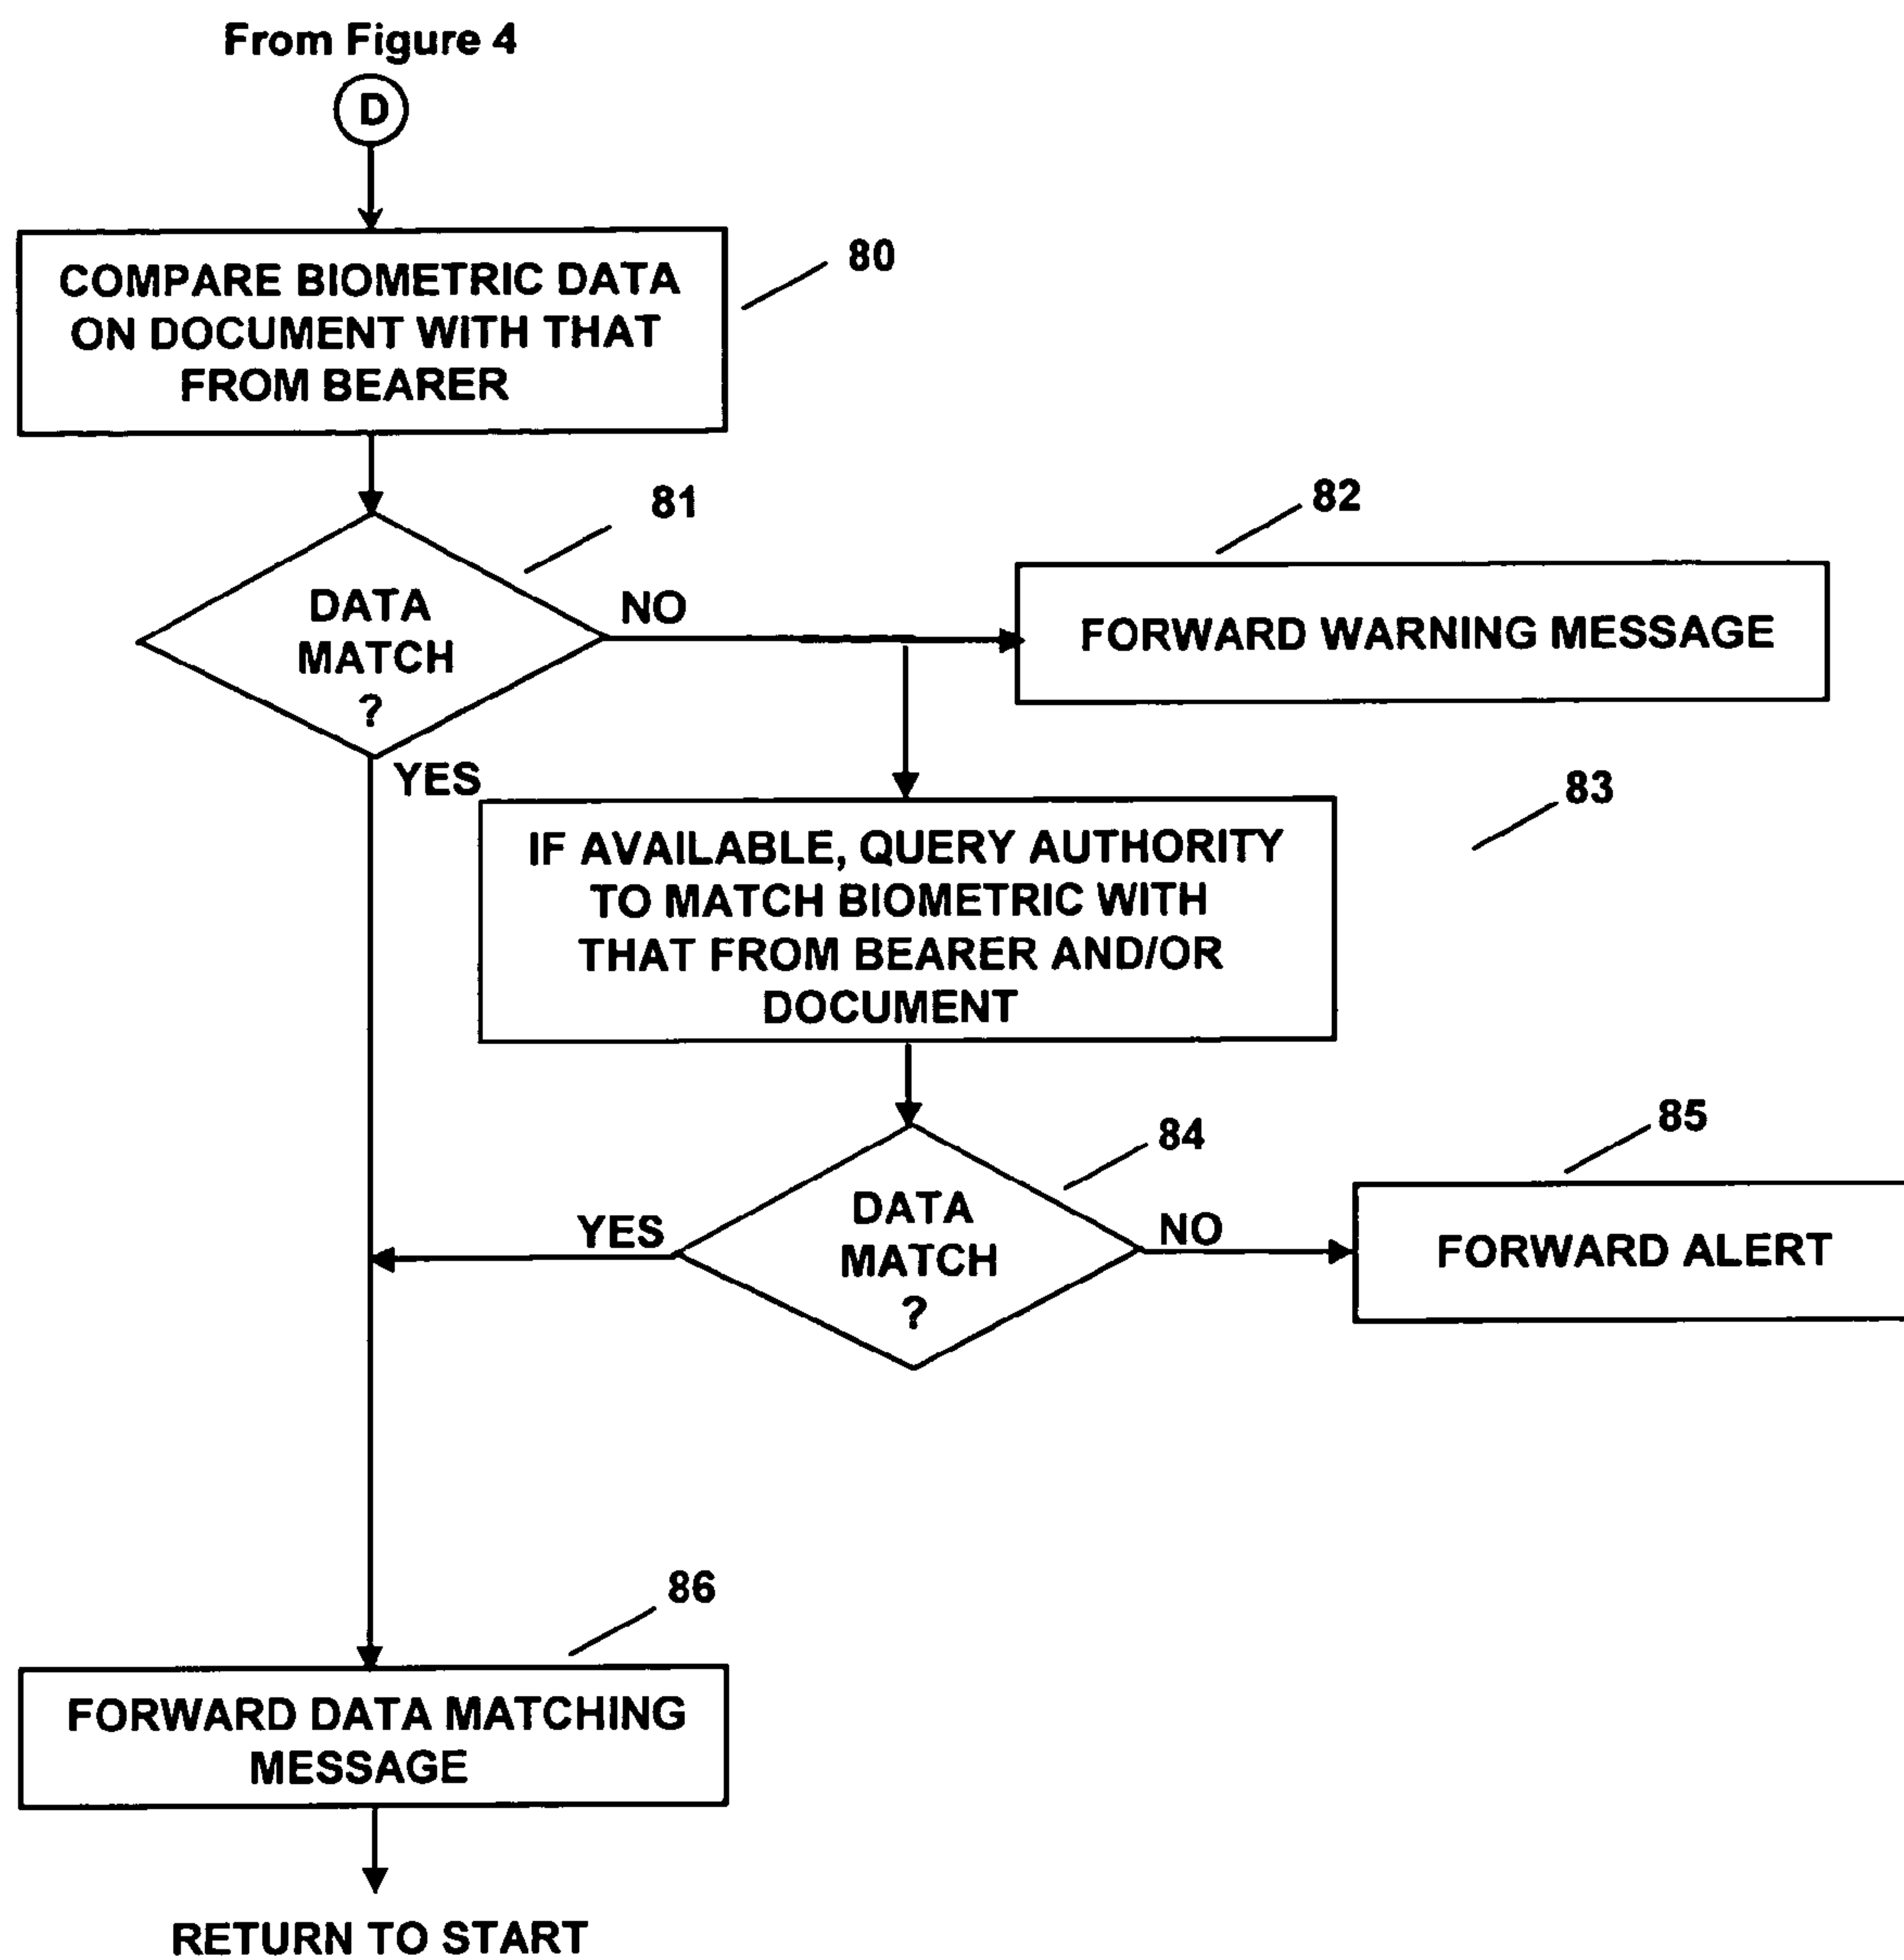 From Figure 4
D
COMPARE BIOMETRIC DATA
ON DOCUMENT WITH THAT
FROM BEARER
80
81
DATA
MATCH
?
NO
YES
82
FORWARD WARNING MESSAGE
83
IF AVAILABLE, QUERY AUTHORITY
TO MATCH BIOMETRIC WITH
THAT FROM BEARER AND/OR
DOCUMENT
84
DATA
MATCH
?
YES
NO
85
FORWARD ALERT
86
FORWARD DATA MATCHING
MESSAGE
RETURN TO START